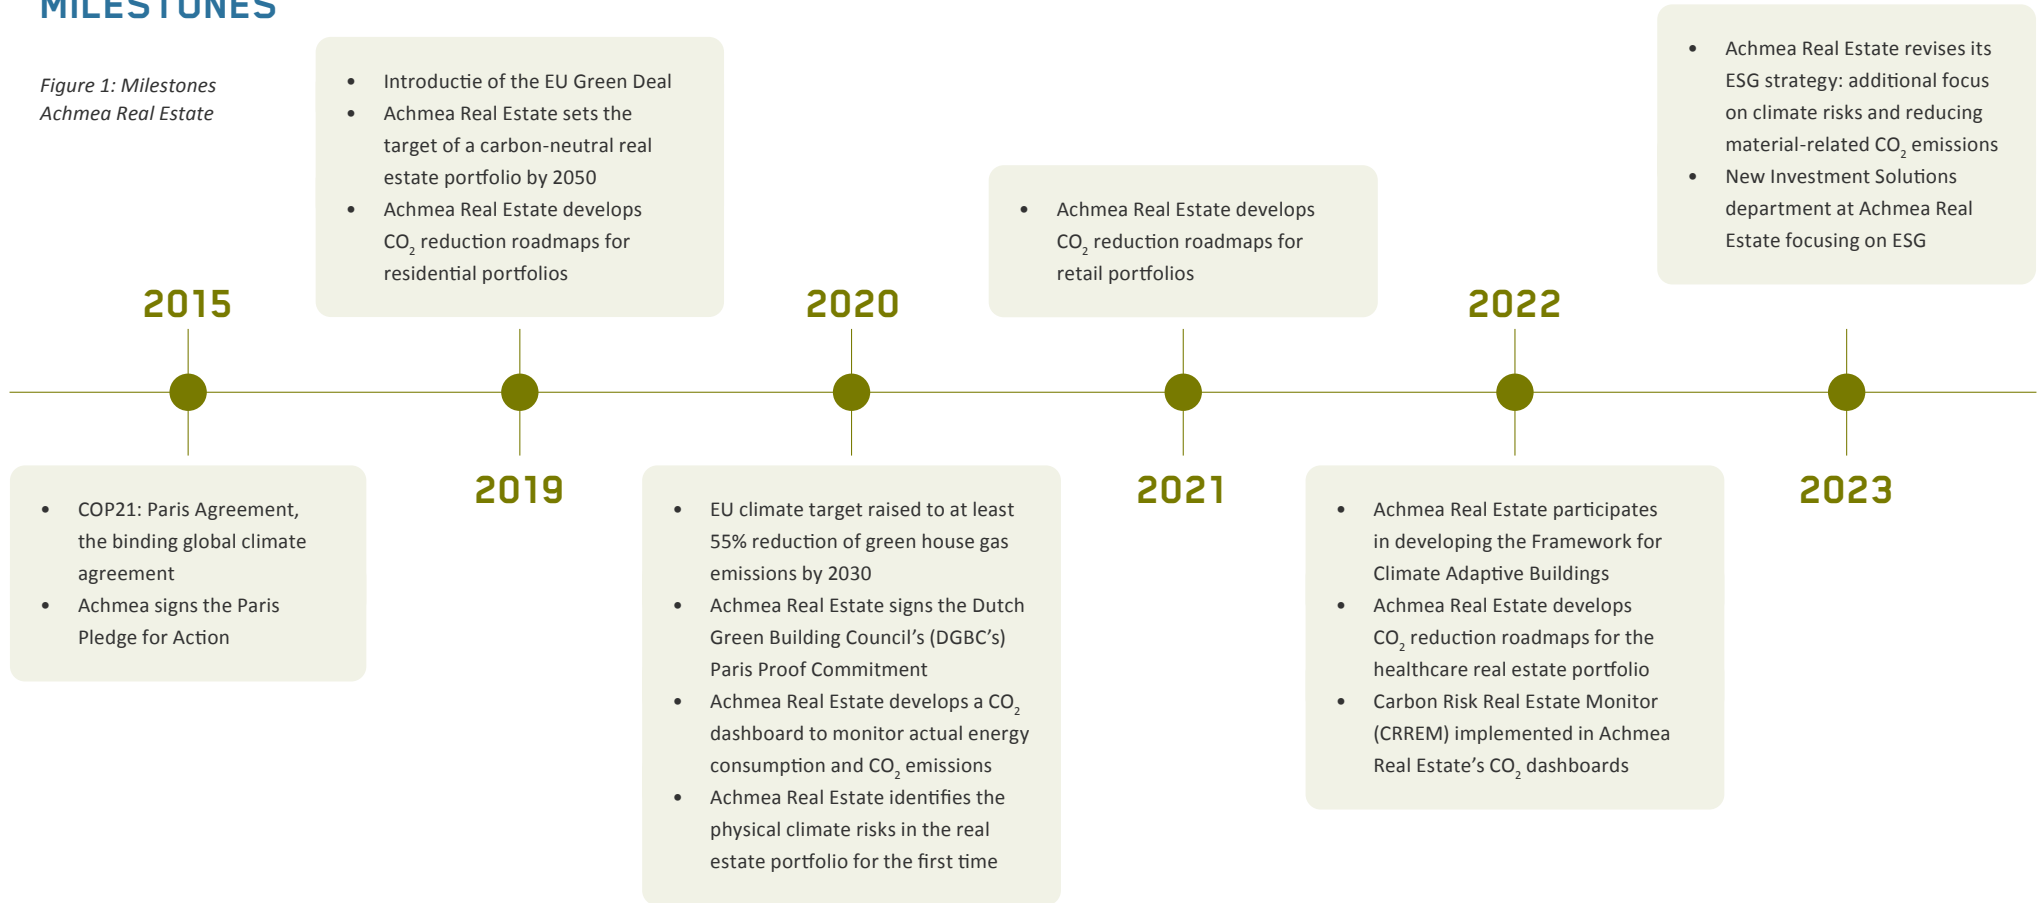 MILESTONES
Figure 1: Milestones
Achmea Real Estate
2015
• COP21: Paris Agreement,
the binding global climate
agreement
• Achmea signs the Paris
Pledge for Action
• Introductie of the EU Green Deal
• Achmea Real Estate sets the
target of a carbon-neutral real
estate portfolio by 2050
• Achmea Real Estate develops
CO₂ reduction roadmaps for
residential portfolios
2019
2020
• EU climate target raised to at least
55% reduction of green house gas
emissions by 2030
• Achmea Real Estate signs the Dutch
Green Building Council’s (DGBC’s)
Paris Proof Commitment
• Achmea Real Estate develops a CO₂
dashboard to monitor actual energy
consumption and CO₂ emissions
• Achmea Real Estate identifies the
physical climate risks in the real
estate portfolio for the first time
• Achmea Real Estate develops
CO₂ reduction roadmaps for
retail portfolios
2021
2022
• Achmea Real Estate participates
in developing the Framework for
Climate Adaptive Buildings
• Achmea Real Estate develops
CO₂ reduction roadmaps for the
healthcare real estate portfolio
• Carbon Risk Real Estate Monitor
(CRREM) implemented in Achmea
Real Estate’s CO₂ dashboards
• Achmea Real Estate revises its
ESG strategy: additional focus
on climate risks and reducing
material-related CO₂ emissions
• New Investment Solutions
department at Achmea Real
Estate focusing on ESG
2023